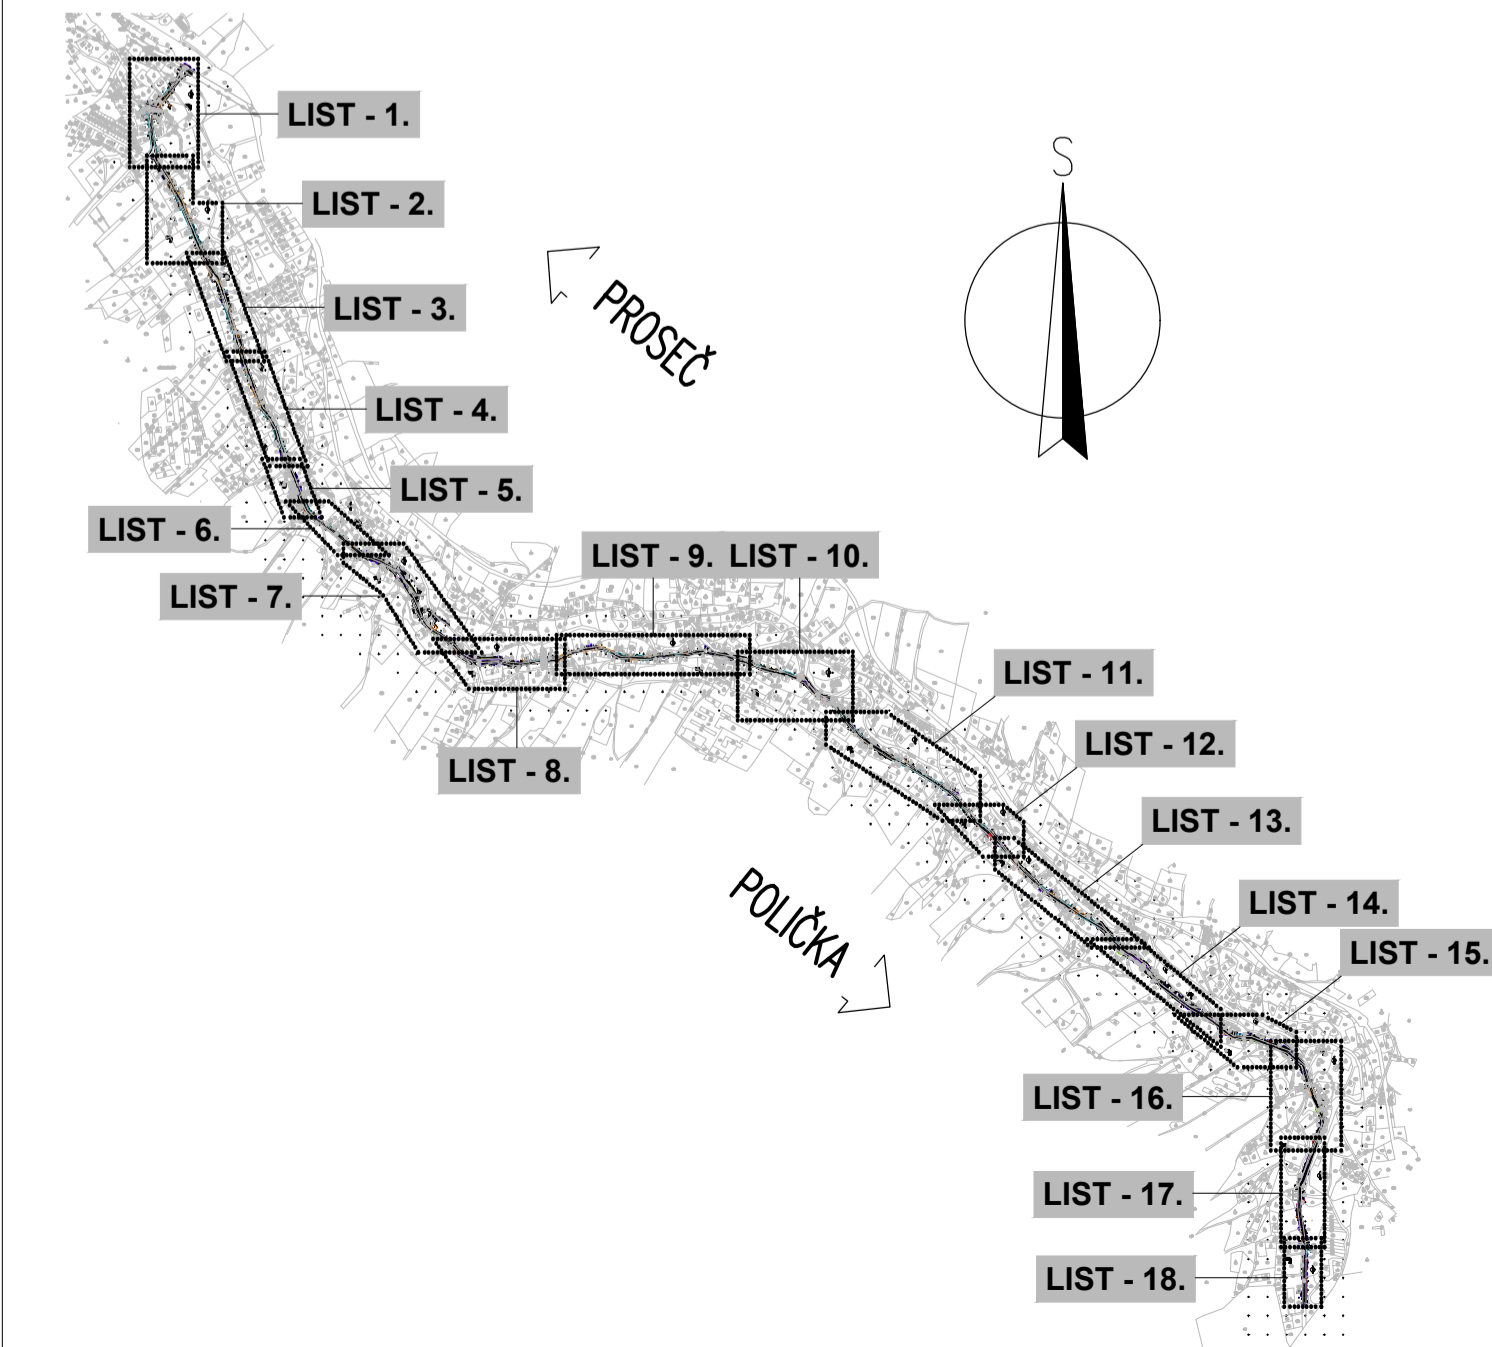 LIST - 1.
S
LIST - 2.
LIST - 3.
PROSEČ
LIST - 4.
LIST - 5.
LIST - 6.
LIST - 7.
LIST - 9.
LIST - 10.
LIST - 8.
LIST - 11.
LIST - 12.
LIST - 13.
POLIČKA
LIST - 14.
LIST - 15.
LIST - 16.
LIST - 17.
LIST - 18.